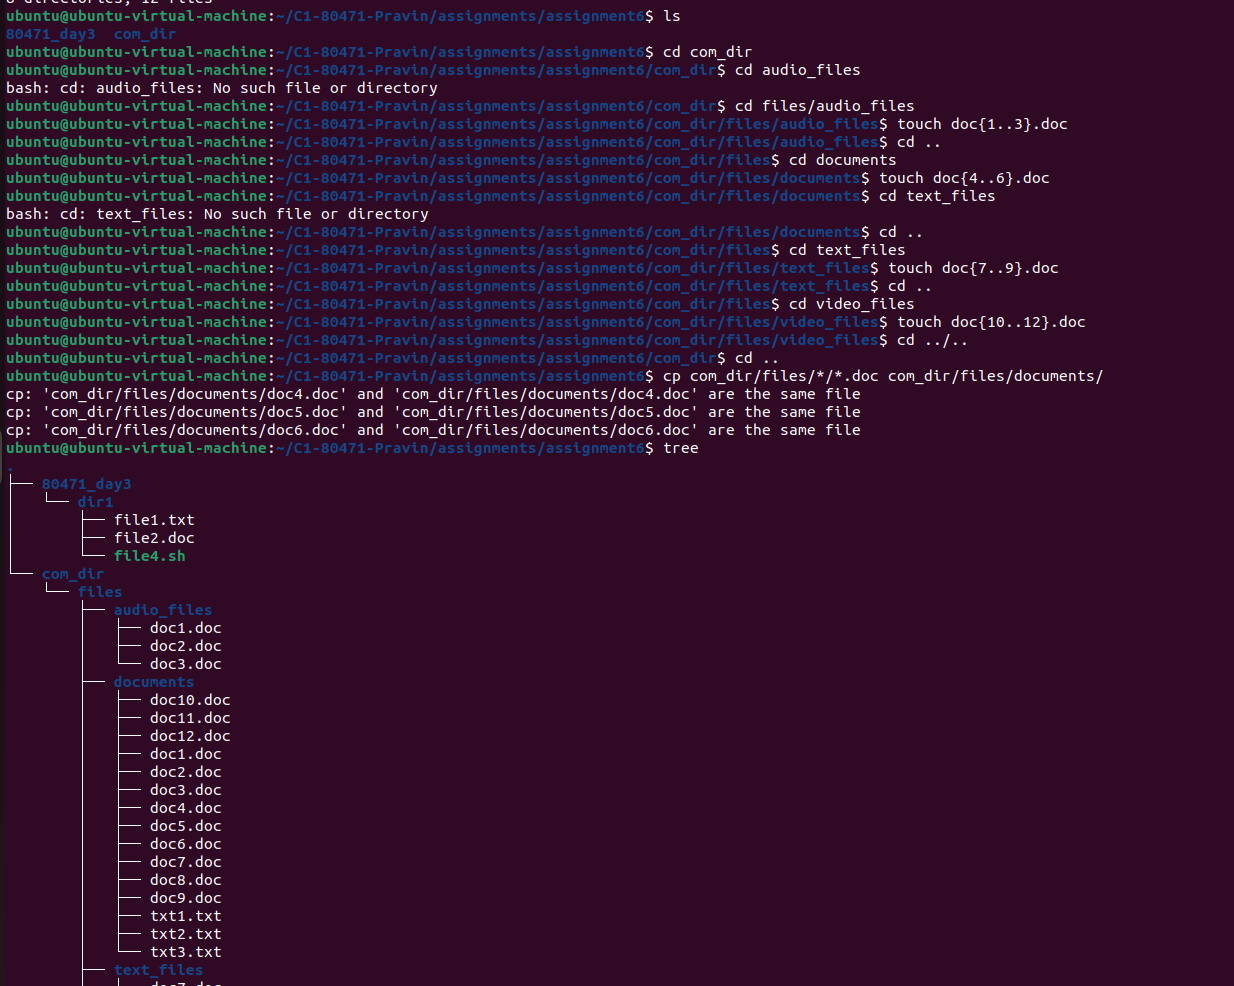 8 directories, 12 files
ubuntu@ubuntu-virtual-machine:~/C1-80471-Pravin/assignments/assignment6$ ls
80471_day3  com_dir
ubuntu@ubuntu-virtual-machine:~/C1-80471-Pravin/assignments/assignment6$ cd com_dir
ubuntu@ubuntu-virtual-machine:~/C1-80471-Pravin/assignments/assignment6/com_dir$ cd audio_files
bash: cd: audio_files: No such file or directory
ubuntu@ubuntu-virtual-machine:~/C1-80471-Pravin/assignments/assignment6/com_dir$ cd files/audio_files
ubuntu@ubuntu-virtual-machine:~/C1-80471-Pravin/assignments/assignment6/com_dir/files/audio_files$ touch doc{1..3}.doc
ubuntu@ubuntu-virtual-machine:~/C1-80471-Pravin/assignments/assignment6/com_dir/files/audio_files$ cd ..
ubuntu@ubuntu-virtual-machine:~/C1-80471-Pravin/assignments/assignment6/com_dir/files$ cd documents
ubuntu@ubuntu-virtual-machine:~/C1-80471-Pravin/assignments/assignment6/com_dir/files/documents$ touch doc{4..6}.doc
ubuntu@ubuntu-virtual-machine:~/C1-80471-Pravin/assignments/assignment6/com_dir/files/documents$ cd text_files
bash: cd: text_files: No such file or directory
ubuntu@ubuntu-virtual-machine:~/C1-80471-Pravin/assignments/assignment6/com_dir/files/documents$ cd ..
ubuntu@ubuntu-virtual-machine:~/C1-80471-Pravin/assignments/assignment6/com_dir/files$ cd text_files
ubuntu@ubuntu-virtual-machine:~/C1-80471-Pravin/assignments/assignment6/com_dir/files/text_files$ touch doc{7..9}.doc
ubuntu@ubuntu-virtual-machine:~/C1-80471-Pravin/assignments/assignment6/com_dir/files/text_files$ cd ..
ubuntu@ubuntu-virtual-machine:~/C1-80471-Pravin/assignments/assignment6/com_dir/files$ cd video_files
ubuntu@ubuntu-virtual-machine:~/C1-80471-Pravin/assignments/assignment6/com_dir/files/video_files$ touch doc{10..12}.doc
ubuntu@ubuntu-virtual-machine:~/C1-80471-Pravin/assignments/assignment6/com_dir/files/video_files$ cd ../..
ubuntu@ubuntu-virtual-machine:~/C1-80471-Pravin/assignments/assignment6/com_dir$ cd ..
ubuntu@ubuntu-virtual-machine:~/C1-80471-Pravin/assignments/assignment6$ cp com_dir/files/*/*.doc com_dir/files/documents/
cp: 'com_dir/files/documents/doc4.doc' and 'com_dir/files/documents/doc4.doc' are the same file
cp: 'com_dir/files/documents/doc5.doc' and 'com_dir/files/documents/doc5.doc' are the same file
cp: 'com_dir/files/documents/doc6.doc' and 'com_dir/files/documents/doc6.doc' are the same file
ubuntu@ubuntu-virtual-machine:~/C1-80471-Pravin/assignments/assignment6$ tree
.
├── 80471_day3
│   └── dir1
│       ├── file1.txt
│       ├── file2.doc
│       └── file4.sh
└── com_dir
    └── files
        ├── audio_files
        │   ├── doc1.doc
        │   ├── doc2.doc
        │   └── doc3.doc
        ├── documents
        │   ├── doc10.doc
        │   ├── doc11.doc
        │   ├── doc12.doc
        │   ├── doc1.doc
        │   ├── doc2.doc
        │   ├── doc3.doc
        │   ├── doc4.doc
        │   ├── doc5.doc
        │   ├── doc6.doc
        │   ├── doc7.doc
        │   ├── doc8.doc
        │   ├── doc9.doc
        │   ├── txt1.txt
        │   ├── txt2.txt
        │   └── txt3.txt
        ├── text_files
        │   ├── doc7.doc